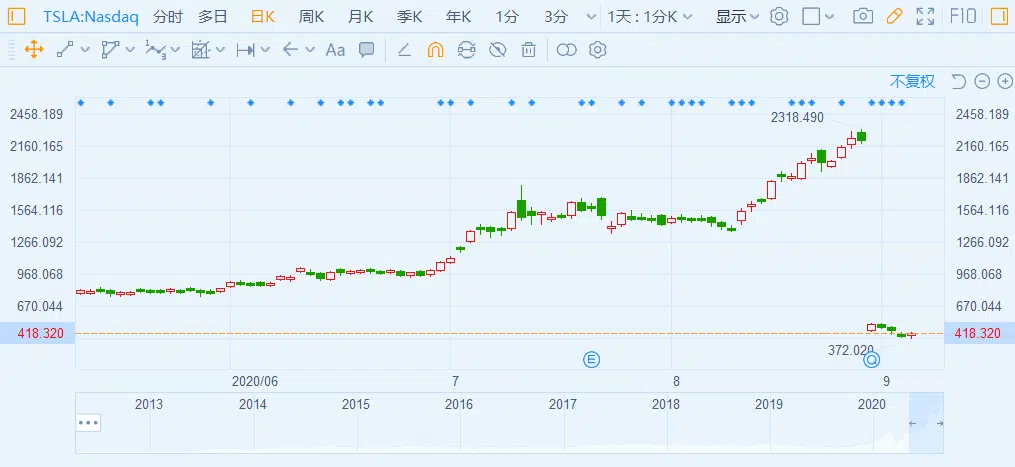 TSLA:Nasdaq 分时 多日 日K 周K 月K 季K 年K 1分 3分 1天 : 1分K 显示 F10
Aa
不复权
2458.189 2458.189
2318.490
2160.165 2160.165
1862.141 1862.141
1564.116 1564.116
1266.092 1266.092
968.068 968.068
670.044 670.044
418.320 418.320
372.020
E Q
2020/06 7 8 9
2013 2014 2015 2016 2017 2018 2019 2020